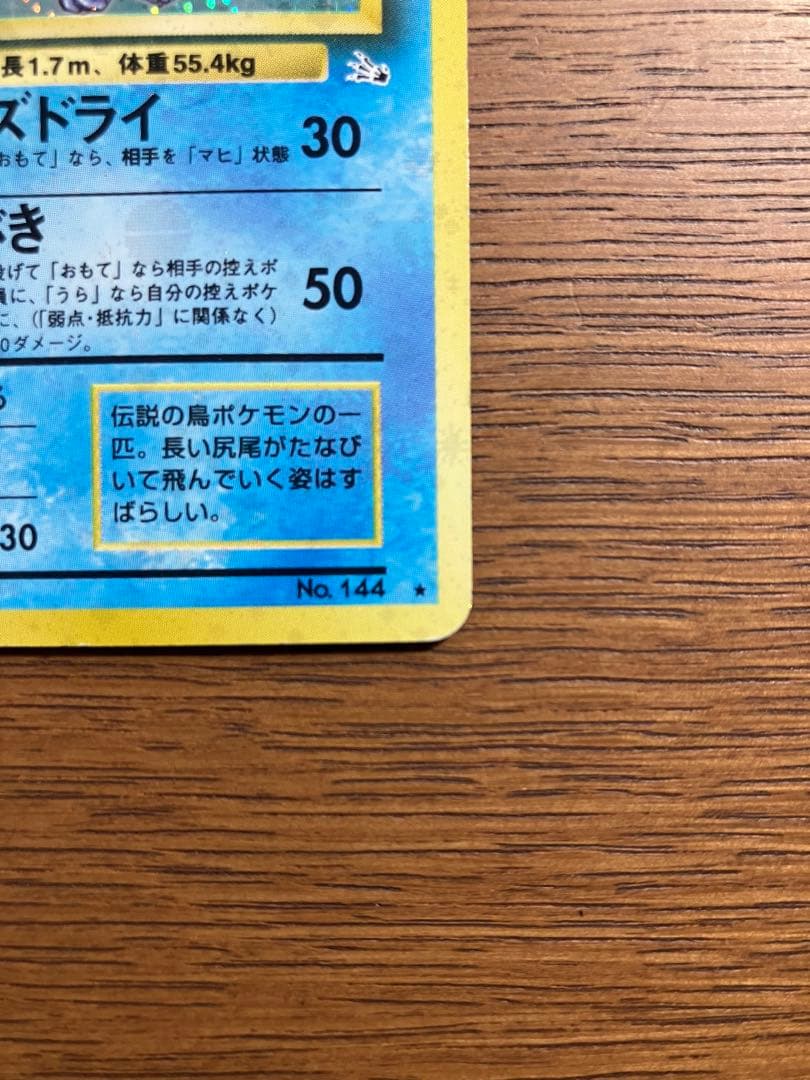 長1.7m、体重55.4kg
ズドライ 30
おもて」なら、相手を「マヒ」状態
ぶき
投げて「おもて」なら相手の控えポ
員に、「うら」なら自分の控えポケ 50
に、(「弱点・抵抗力」に関係なく)
0ダメージ。
伝説の鳥ポケモンの一
匹。長い尻尾がたなび
いて飛んでいく姿はす
ばらしい。
30
No. 144 ★